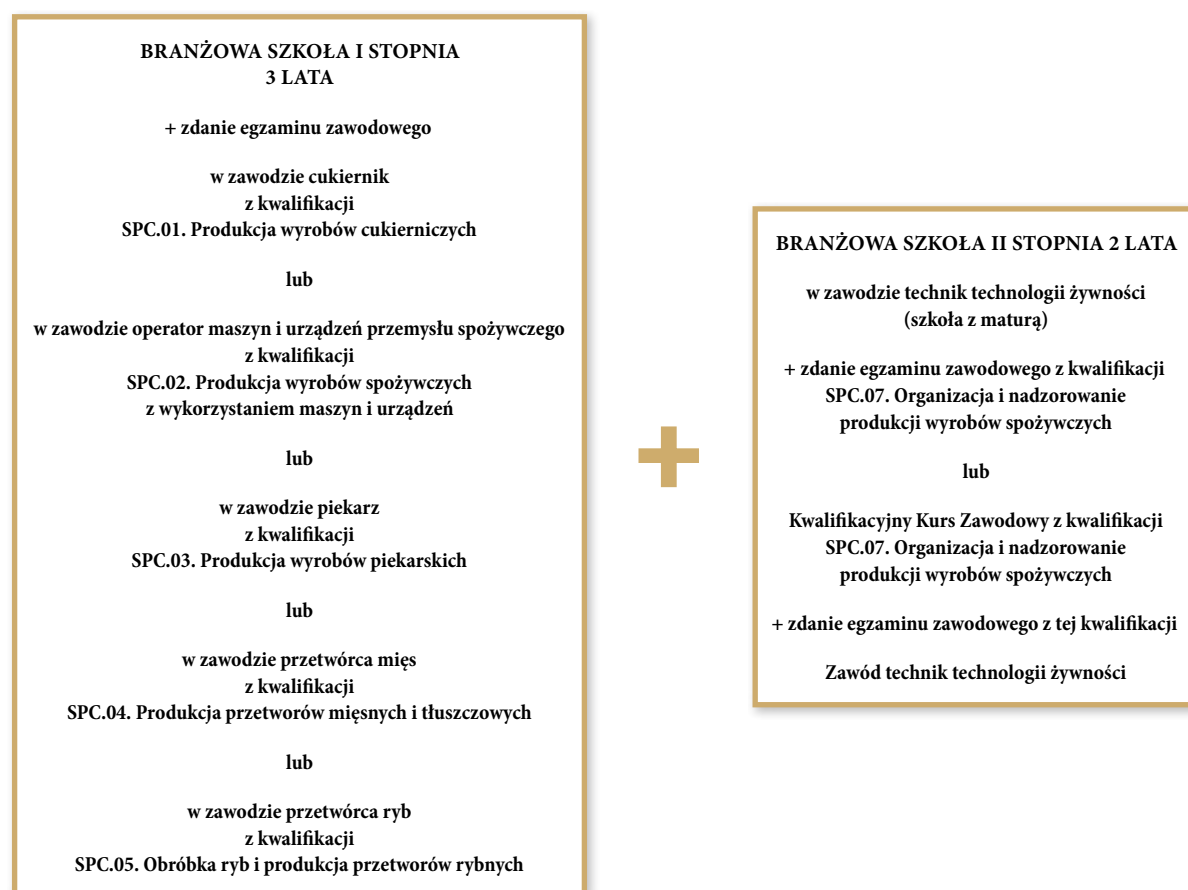 BRANŻOWA SZKOŁA I STOPNIA
3 LATA
+ zdanie egzaminu zawodowego
w zawodzie cukiernik
z kwalifikacji
SPC.01. Produkcja wyrobów cukierniczych
lub
w zawodzie operator maszyn i urządzeń przemysłu spożywczego
z kwalifikacji
SPC.02. Produkcja wyrobów spożywczych
z wykorzystaniem maszyn i urządzeń
lub
w zawodzie piekarz
z kwalifikacji
SPC.03. Produkcja wyrobów piekarskich
lub
w zawodzie przetwórca mięs
z kwalifikacji
SPC.04. Produkcja przetworów mięsnych i tłuszczowych
lub
w zawodzie przetwórca ryb
z kwalifikacji
SPC.05. Obróbka ryb i produkcja przetworów rybnych
BRANŻOWA SZKOŁA II STOPNIA 2 LATA
w zawodzie technik technologii żywności
(szkoła z maturą)
+ zdanie egzaminu zawodowego z kwalifikacji
SPC.07. Organizacja i nadzorowanie
produkcji wyrobów spożywczych
lub
Kwalifikacyjny Kurs Zawodowy z kwalifikacji
SPC.07. Organizacja i nadzorowanie
produkcji wyrobów spożywczych
+ zdanie egzaminu zawodowego z tej kwalifikacji
Zawód technik technologii żywności